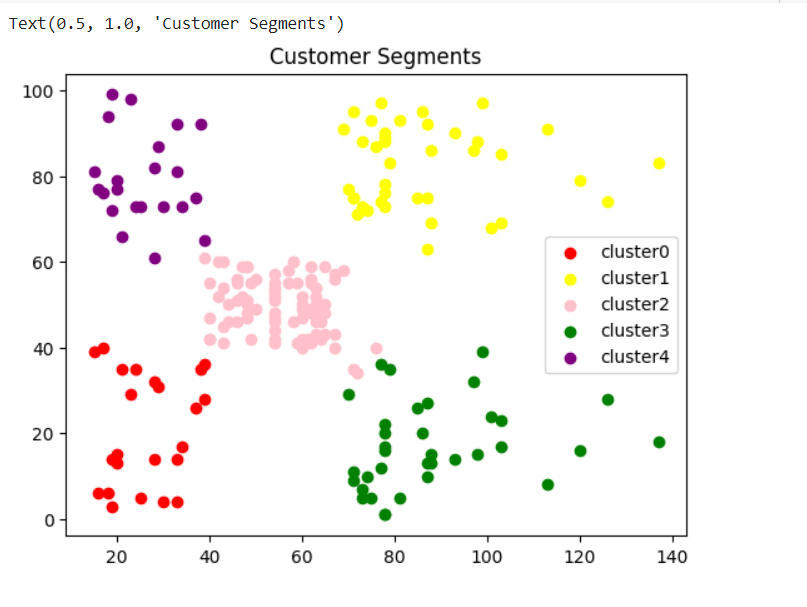 Text(0.5, 1.0, 'Customer Segments')
Customer Segments
100
80
60
40
20
0
cluster0
cluster1
cluster2
cluster3
cluster4
20 40 60 80 100 120 140